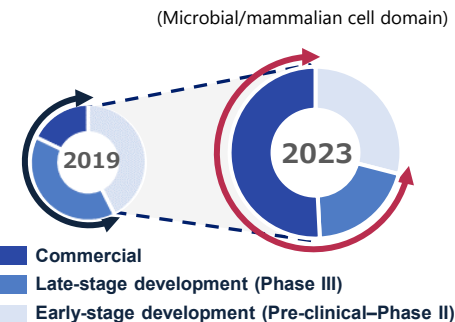 (Microbial/mammalian cell domain)
2019
2023
Commercial
Late-stage development (Phase III)
Early-stage development (Pre-clinical–Phase II)